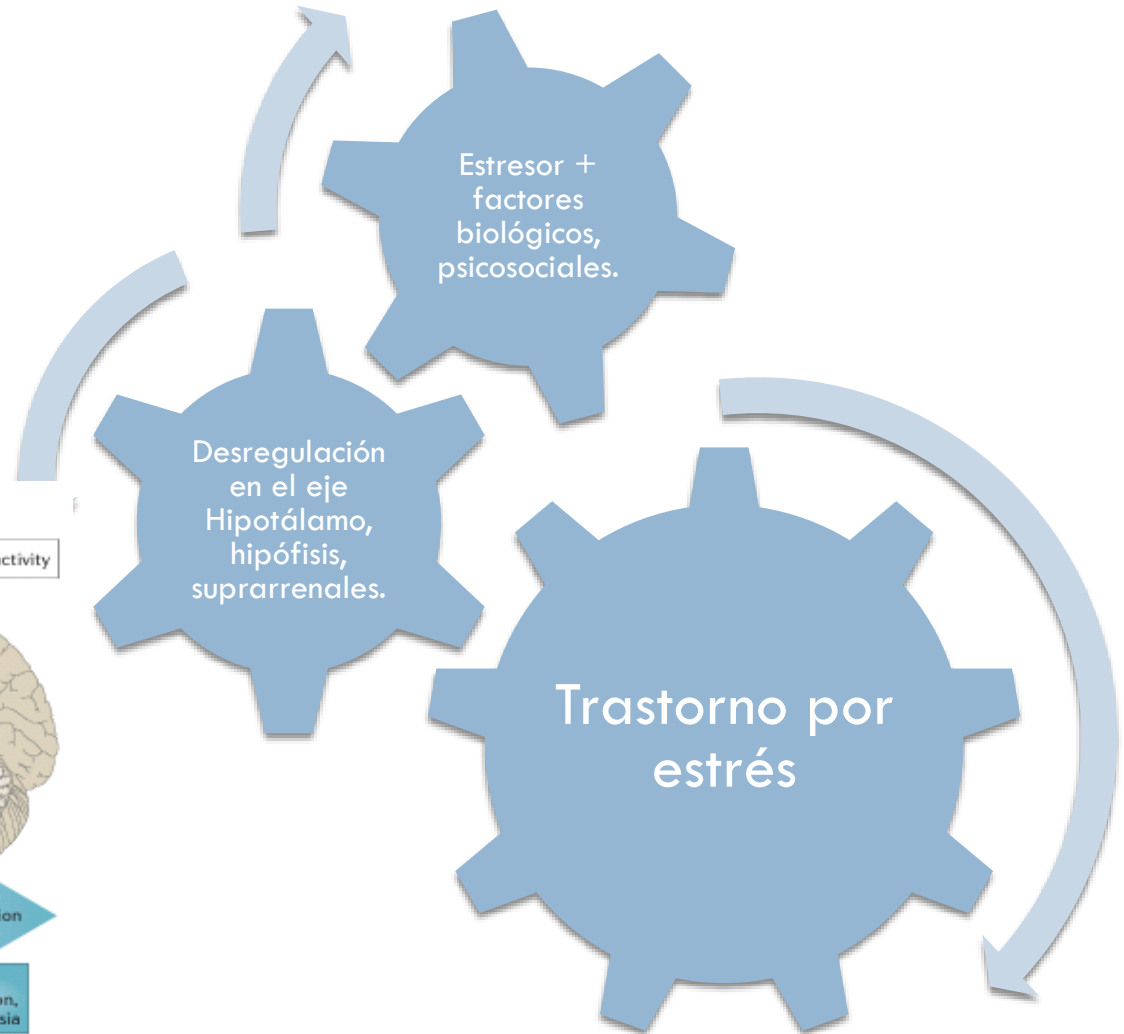 Estresor +
factores
biológicos,
psicosociales.
Desregulación
en el eje
Hipotálamo,
hipófisis,
suprarrenales.
Trastorno por
estrés